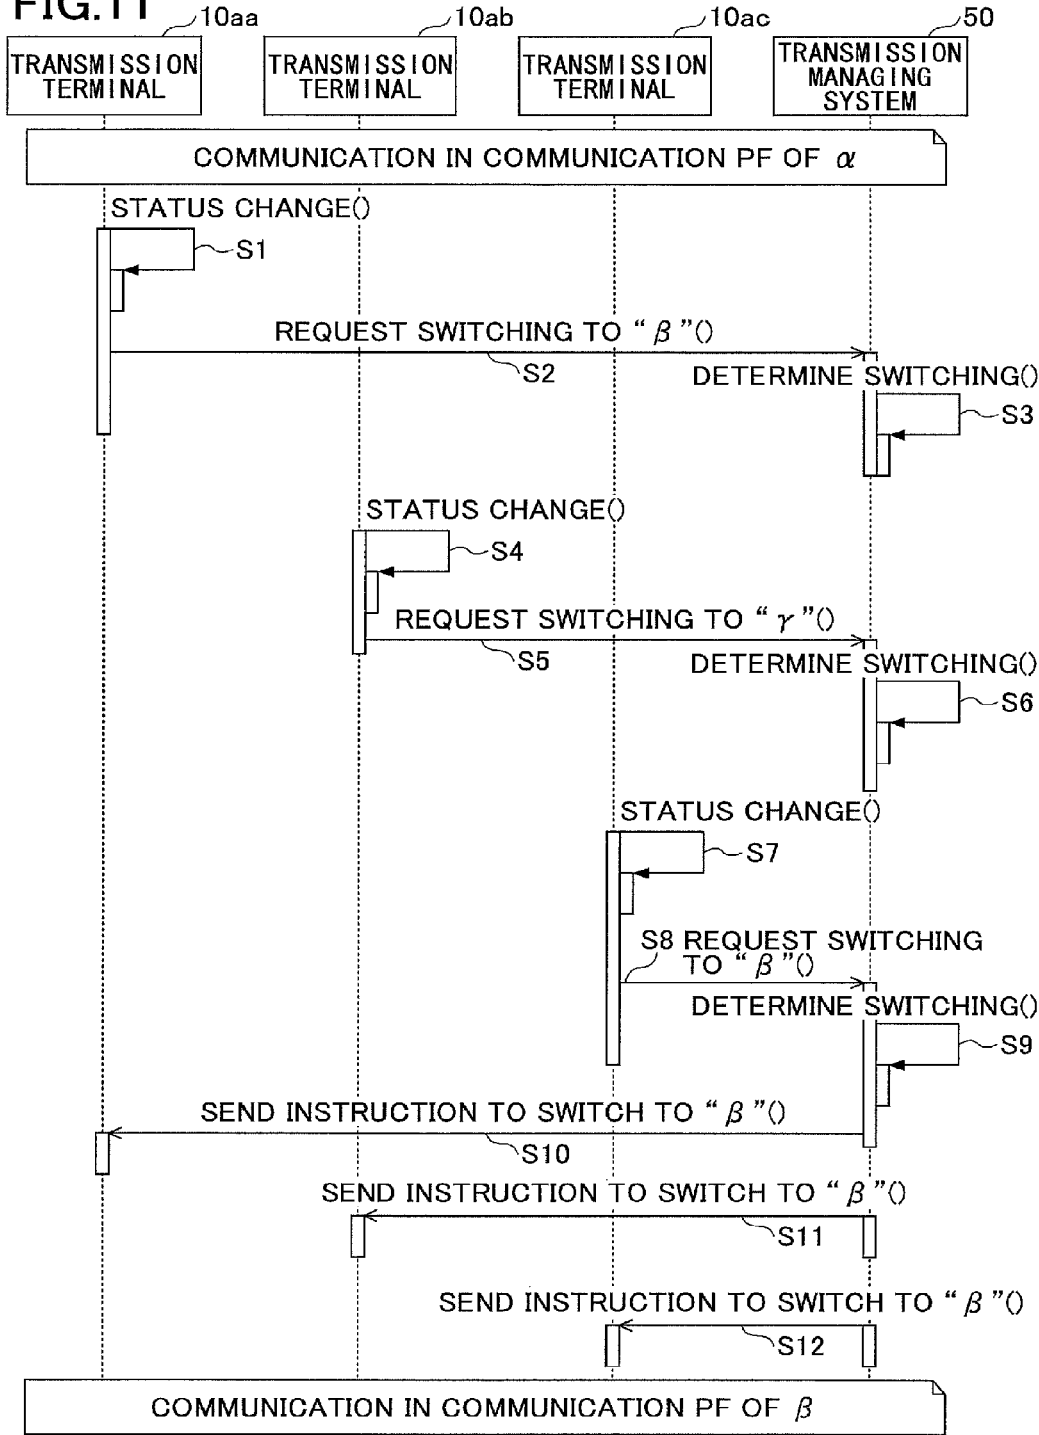 FIG.11
10aa
10ab
10ac
50
TRANSMISSION
TERMINAL
TRANSMISSION
TERMINAL
TRANSMISSION
TERMINAL
TRANSMISSION
MANAGING
SYSTEM
COMMUNICATION IN COMMUNICATION PF OF α
STATUS CHANGE()
S1
REQUEST SWITCHING TO “β”()
S2
DETERMINE SWITCHING()
S3
STATUS CHANGE()
S4
REQUEST SWITCHING TO “γ”()
S5
DETERMINE SWITCHING()
S6
STATUS CHANGE()
S7
S8 REQUEST SWITCHING
TO “β”()
DETERMINE SWITCHING()
S9
SEND INSTRUCTION TO SWITCH TO “β”()
S10
SEND INSTRUCTION TO SWITCH TO “β”()
S11
SEND INSTRUCTION TO SWITCH TO “β”()
S12
COMMUNICATION IN COMMUNICATION PF OF β